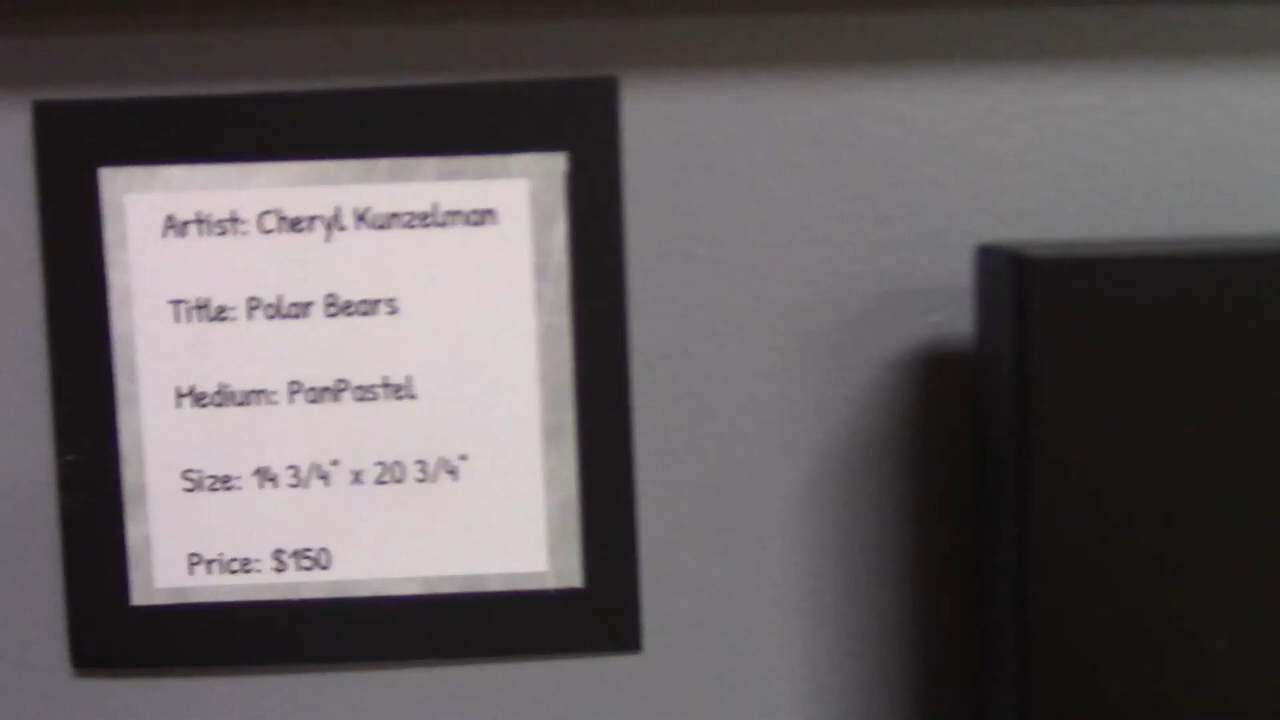 Artist: Cheryl Kunzelman
Title: Polar Bears
Medium: PanPastel
Size: 14 3/4" x 20 3/4"
Price: $150